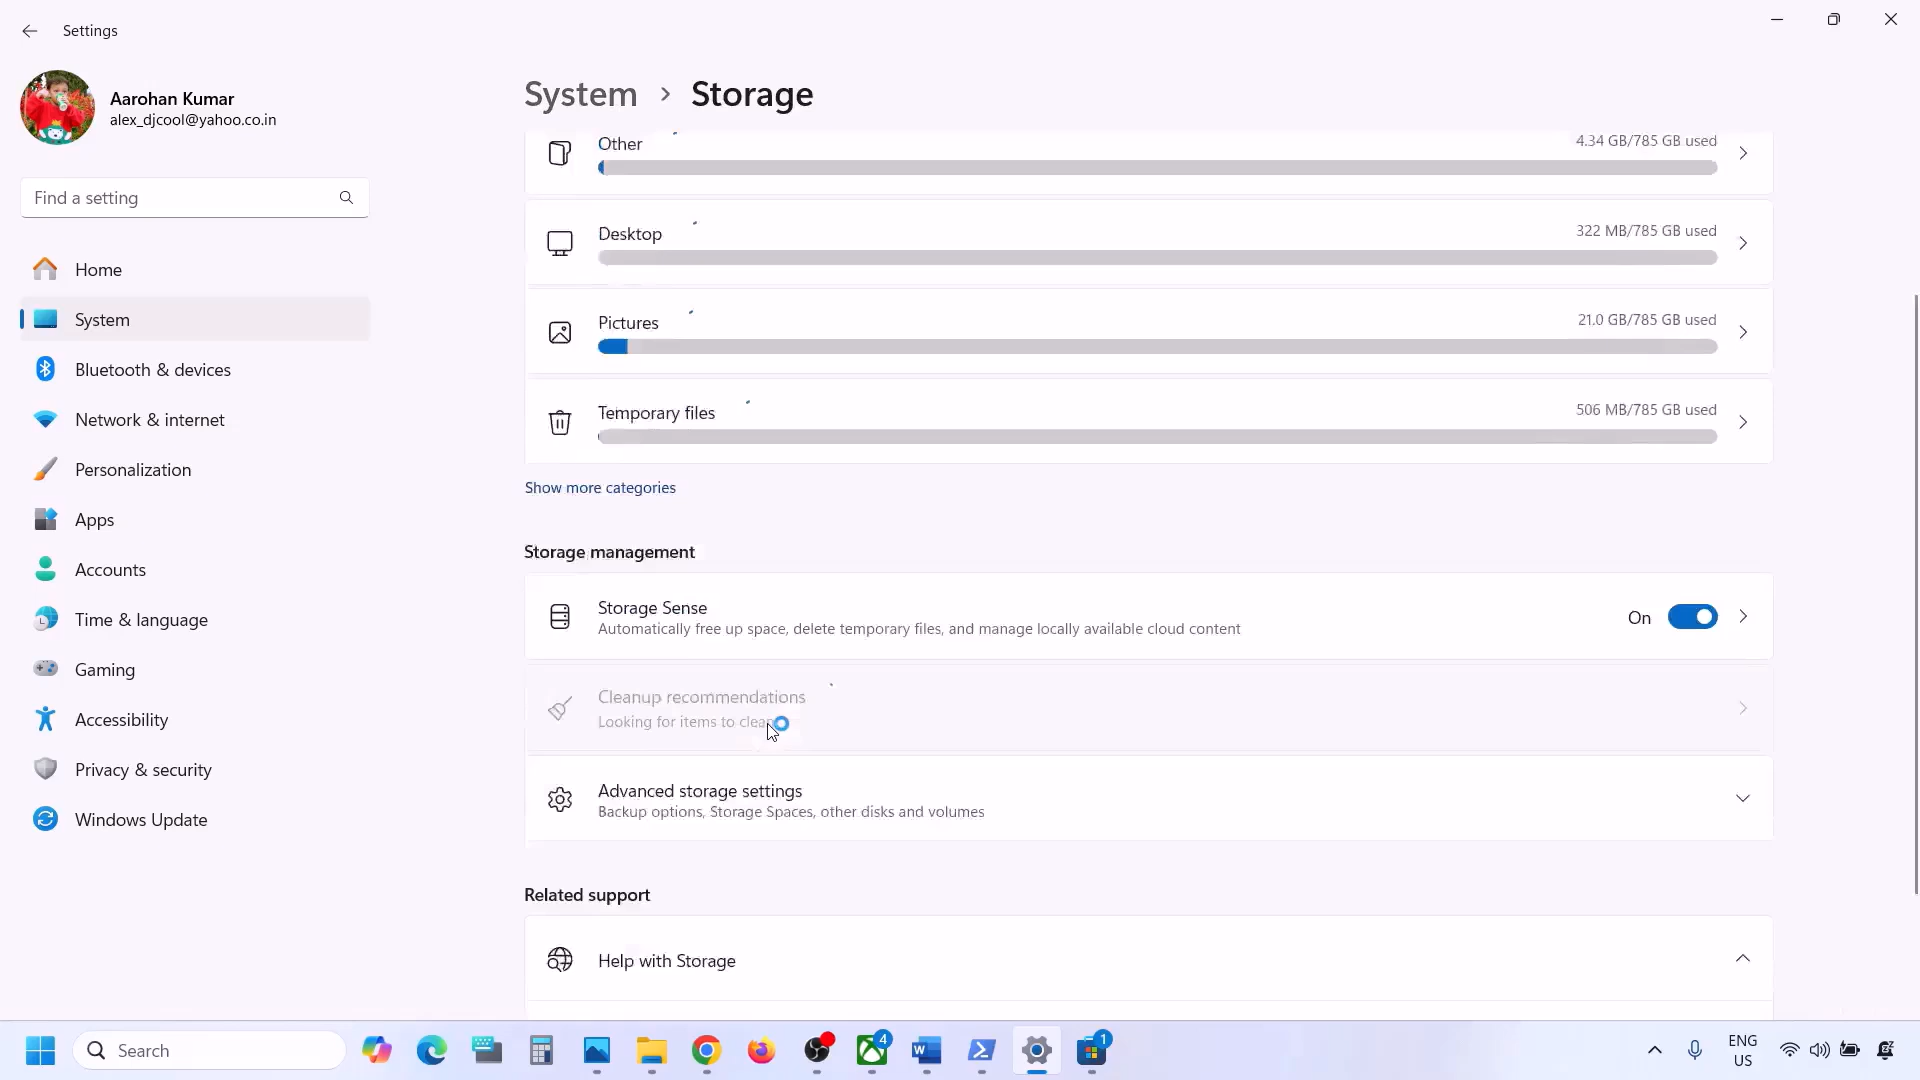 Settings
Aarohan Kumar
alex_djcool@yahoo.co.in
Find a setting
Home
System
Bluetooth & devices
Network & internet
Personalization
Apps
Accounts
Time & language
Gaming
Accessibility
Privacy & security
Windows Update
System > Storage
Other
4.34 GB/785 GB used
Desktop
322 MB/785 GB used
Pictures
21.0 GB/785 GB used
Temporary files
506 MB/785 GB used
Show more categories
Storage management
Storage Sense
Automatically free up space, delete temporary files, and manage locally available cloud content
On
Cleanup recommendations
Looking for items to clean
Advanced storage settings
Backup options, Storage Spaces, other disks and volumes
Related support
Help with Storage
Search
4
1
ENG
US